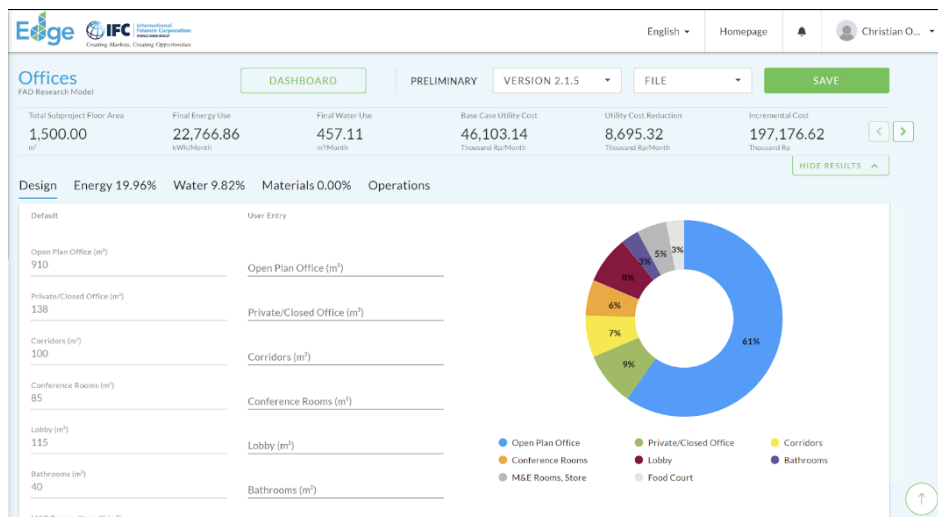 Edge IFC International
Finance Corporation
WORLD BANK GROUP
Creating Markets, Creating Opportunities
English Homepage Christian O...
Offices
FAD Research Model
DASHBOARD PRELIMINARY VERSION 2.1.5 FILE SAVE
Total Subproject Floor Area Final Energy Use Final Water Use Base Case Utility Cost Utility Cost Reduction Incremental Cost
1,500.00 22,766.86 457.11 46,103.14 8,695.32 197,176.62
m² kWh/Month m³/Month Thousand Rp/Month Thousand Rp/Month Thousand Rp
HIDE RESULTS
Design Energy 19.96% Water 9.82% Materials 0.00% Operations
Default User Entry
Open Plan Office (m²)
910 Open Plan Office (m²)
Private/Closed Office (m²)
138 Private/Closed Office (m²)
Corridors (m²)
100 Corridors (m²)
Conference Rooms (m²)
85 Conference Rooms (m²)
Lobby (m²)
115 Lobby (m²)
Bathrooms (m²)
40 Bathrooms (m²)
3%
5%
3%
8%
6%
7%
9%
61%
Open Plan Office Private/Closed Office Corridors
Conference Rooms Lobby Bathrooms
M&E Rooms, Store Food Court